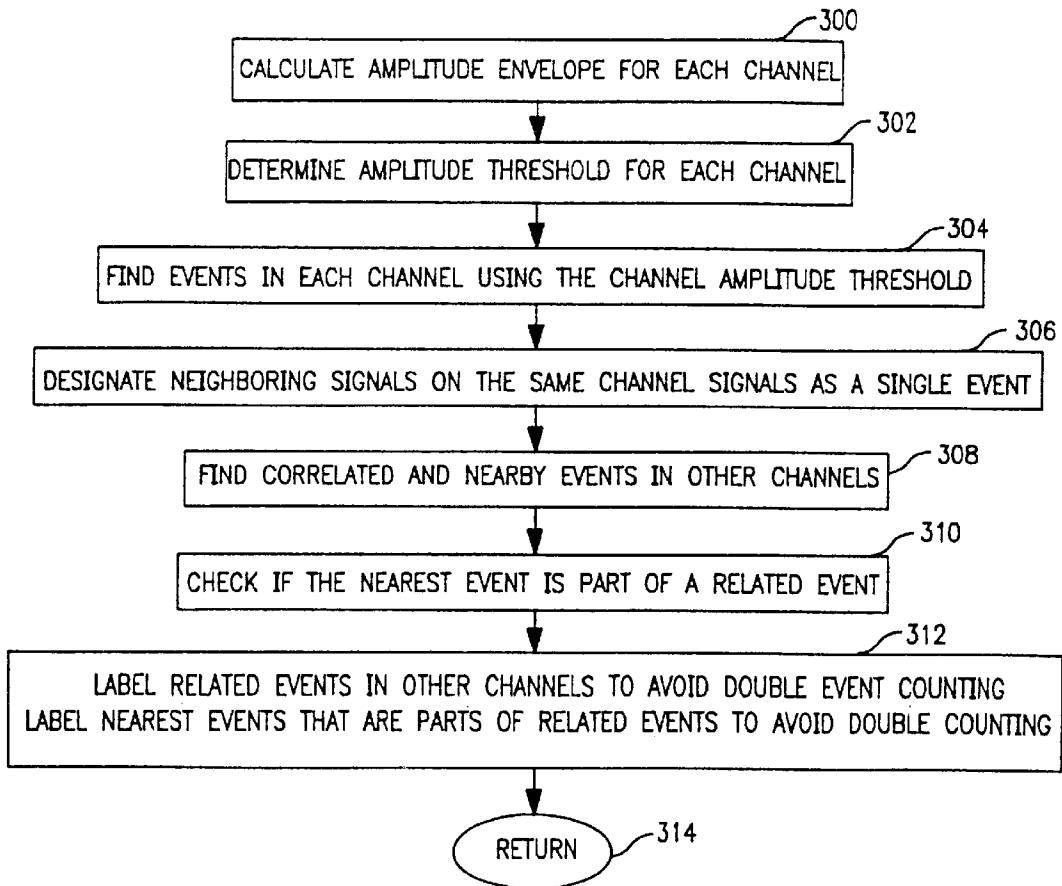 300
CALCULATE AMPLITUDE ENVELOPE FOR EACH CHANNEL
302
DETERMINE AMPLITUDE THRESHOLD FOR EACH CHANNEL
304
FIND EVENTS IN EACH CHANNEL USING THE CHANNEL AMPLITUDE THRESHOLD
306
DESIGNATE NEIGHBORING SIGNALS ON THE SAME CHANNEL SIGNALS AS A SINGLE EVENT
308
FIND CORRELATED AND NEARBY EVENTS IN OTHER CHANNELS
310
CHECK IF THE NEAREST EVENT IS PART OF A RELATED EVENT
312
LABEL RELATED EVENTS IN OTHER CHANNELS TO AVOID DOUBLE EVENT COUNTING
LABEL NEAREST EVENTS THAT ARE PARTS OF RELATED EVENTS TO AVOID DOUBLE COUNTING
RETURN
314